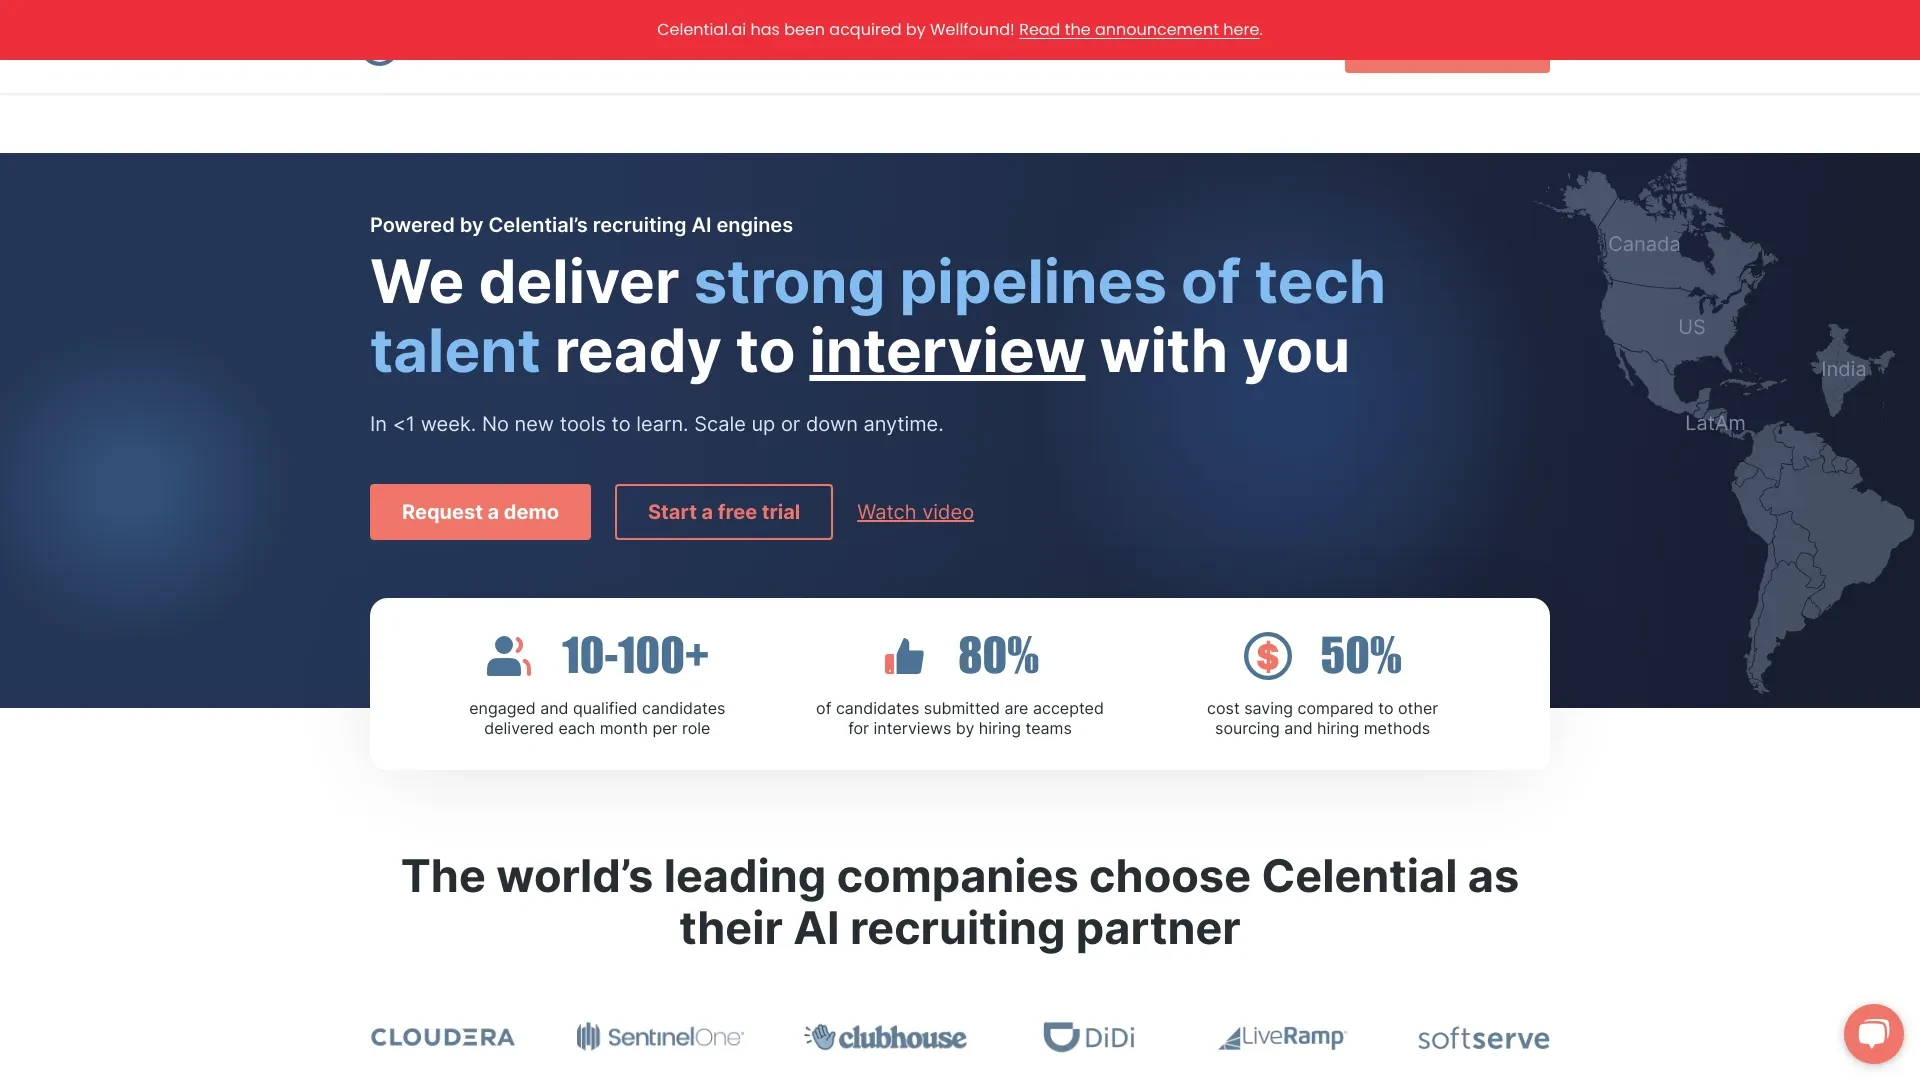 Celential.ai has been acquired by Wellfound! Read the announcement here.
Powered by Celential’s recruiting AI engines
We deliver strong pipelines of tech
talent ready to interview with you
In <1 week. No new tools to learn. Scale up or down anytime.
Request a demo
Start a free trial
Watch video
Canada
US
India
LatAm
10-100+
engaged and qualified candidates
delivered each month per role
80%
of candidates submitted are accepted
for interviews by hiring teams
$ 50%
cost saving compared to other
sourcing and hiring methods
The world’s leading companies choose Celential as
their AI recruiting partner
CLOUDERA
SentinelOne
clubhouse
DiDi
LiveRamp
softserve